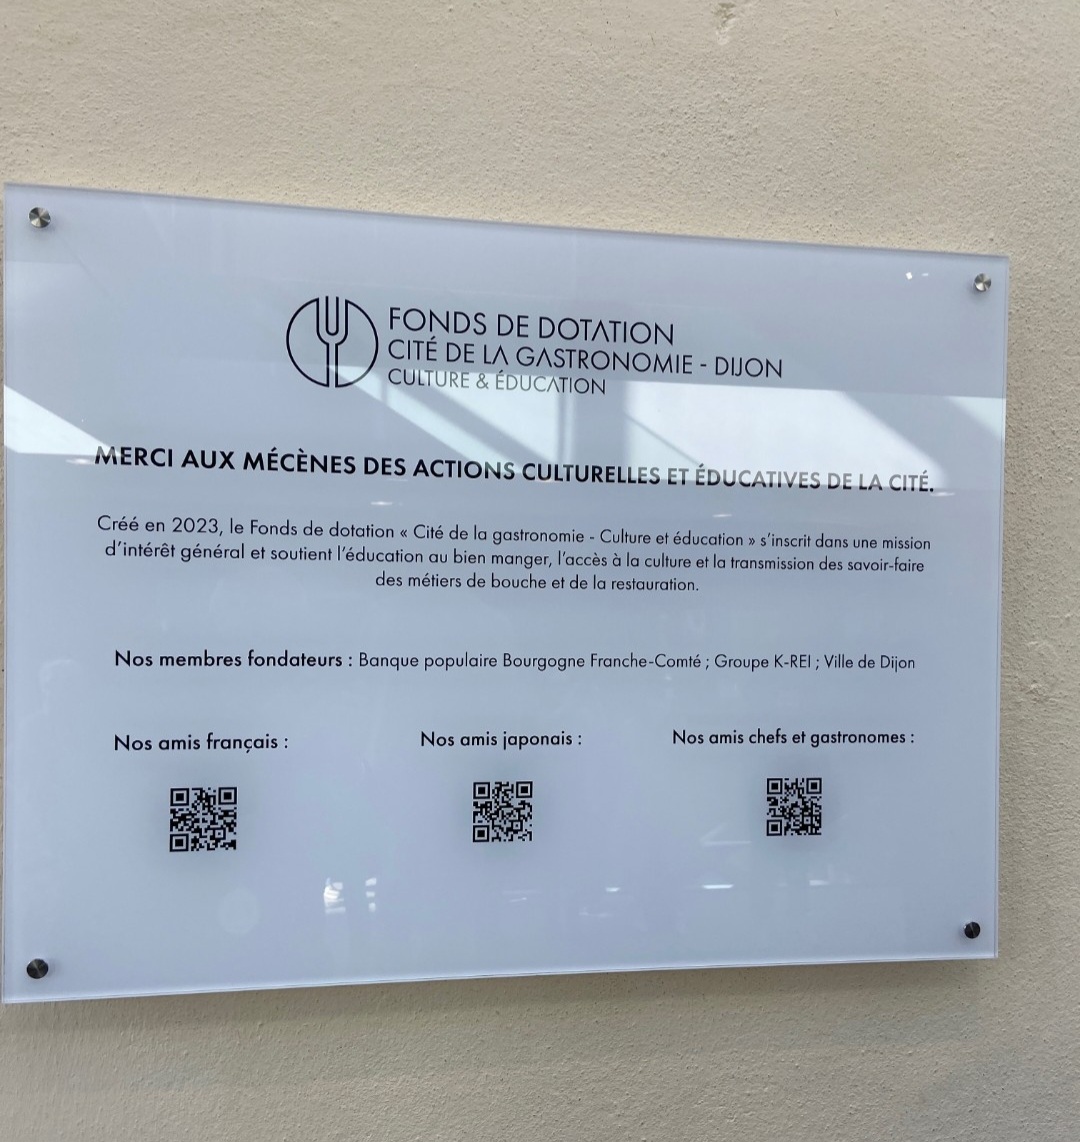 FONDS DE DOTATION
CITÉ DE LA GASTRONOMIE - DIJON
CULTURE & ÉDUCATION
MERCI AUX MÉCÈNES DES ACTIONS CULTURELLES ET ÉDUCATIVES DE LA CITÉ.
Créé en 2023, le Fonds de dotation « Cité de la gastronomie - Culture et éducation » s’inscrit dans une mission
d’intérêt général et soutient l’éducation au bien manger, l’accès à la culture et la transmission des savoir-faire
des métiers de bouche et de la restauration.
Nos membres fondateurs : Banque populaire Bourgogne Franche-Comté ; Groupe K-REI ; Ville de Dijon
Nos amis français :
Nos amis japonais :
Nos amis chefs et gastronomes :